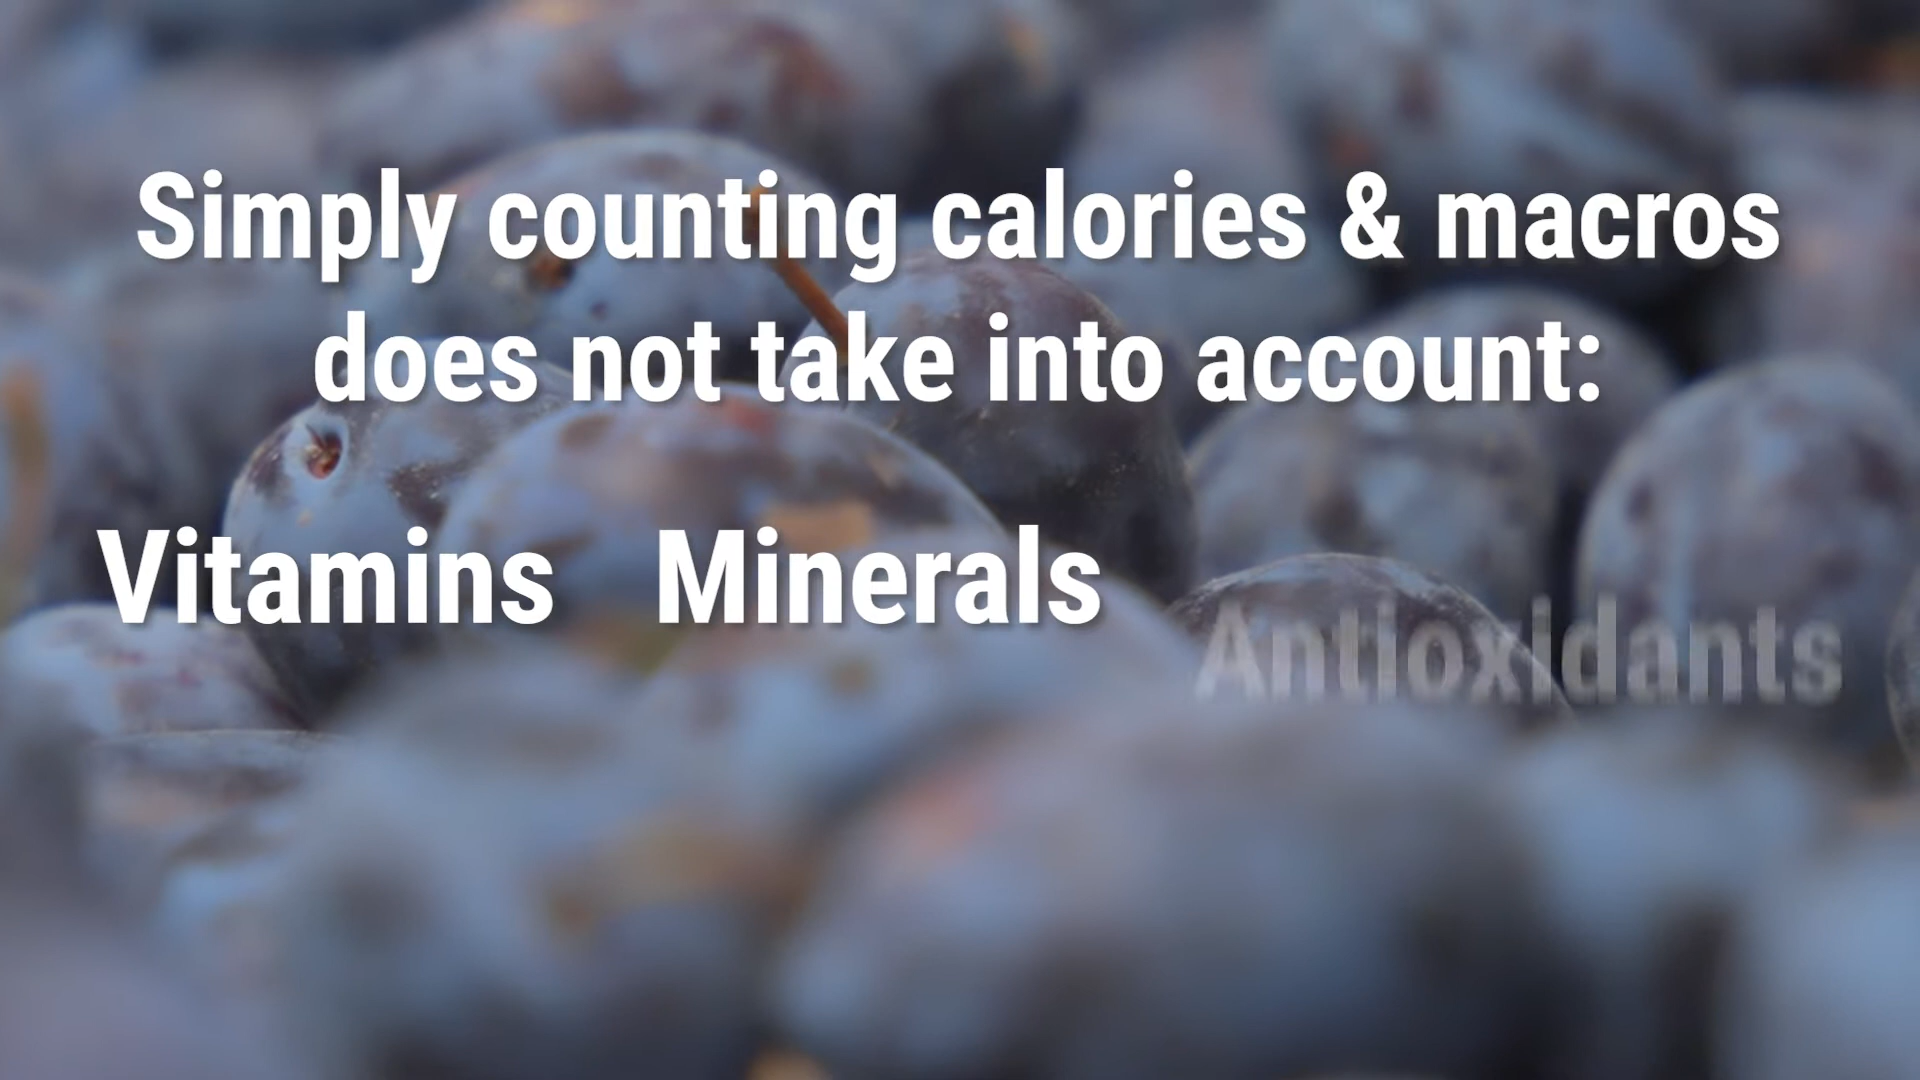 Simply counting calories & macros
does not take into account:
Vitamins Minerals Antioxidants